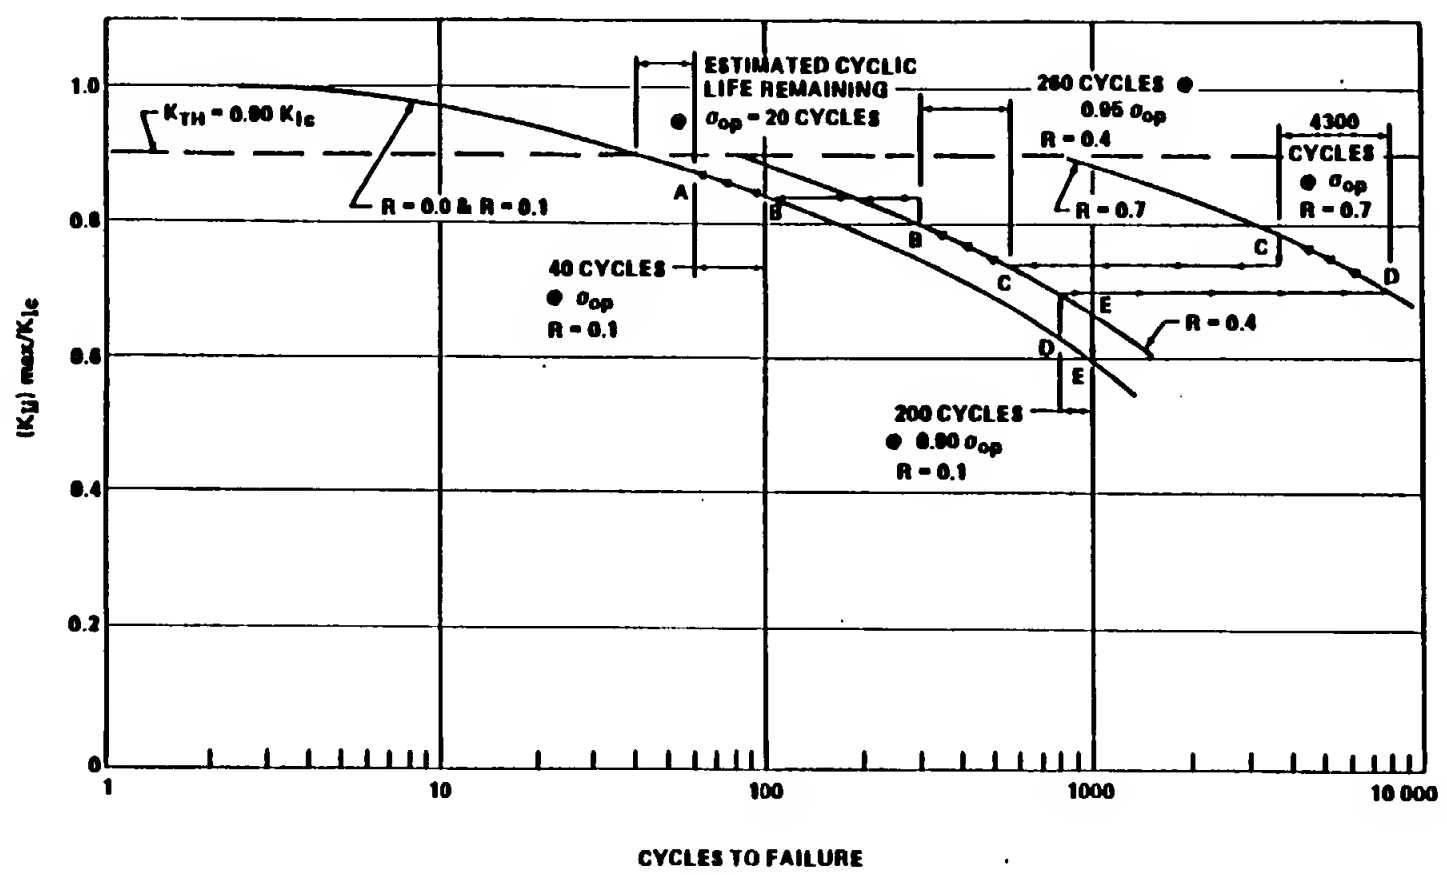 ESTIMATED CYCLIC
LIFE REMAINING
@ σop = 20 CYCLES
260 CYCLES @
0.95 σop
R = 0.4
4300
CYCLES
@ σop
R = 0.7
1.0
KTH = 0.90 KIc
R = 0.0 & R = 0.1
R = 0.7
A
B
B
C
C
D
0.8
40 CYCLES
@ σop
R = 0.1
E
R = 0.4
D
E
0.6
200 CYCLES
@ 0.90 σop
R = 0.1
(KIi) max/KIc
0.4
0.2
0
1
10
100
1000
10 000
CYCLES TO FAILURE